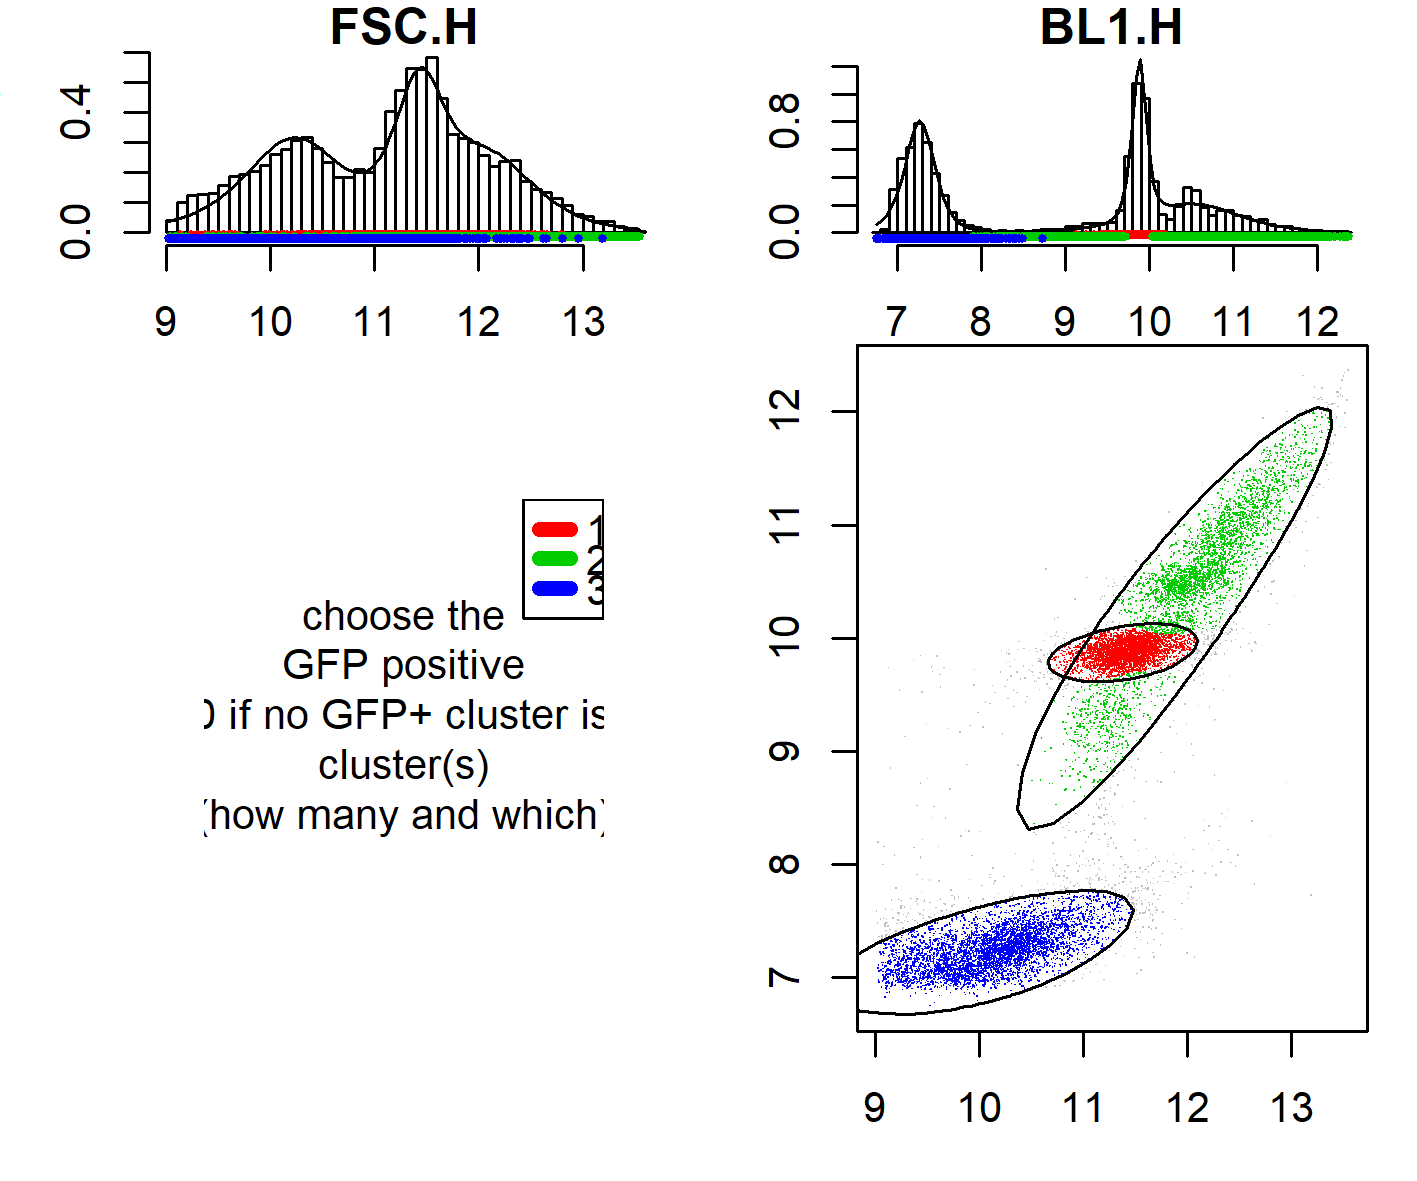 FSC.H
BL1.H
0.4
0.0
0.8
0.0
9 10 11 12 13
7 8 9 10 11 12
1
2
3
choose the
GFP positive
0 if no GFP+ cluster is
cluster(s)
(how many and which)
12
11
10
9
8
7
9 10 11 12 13